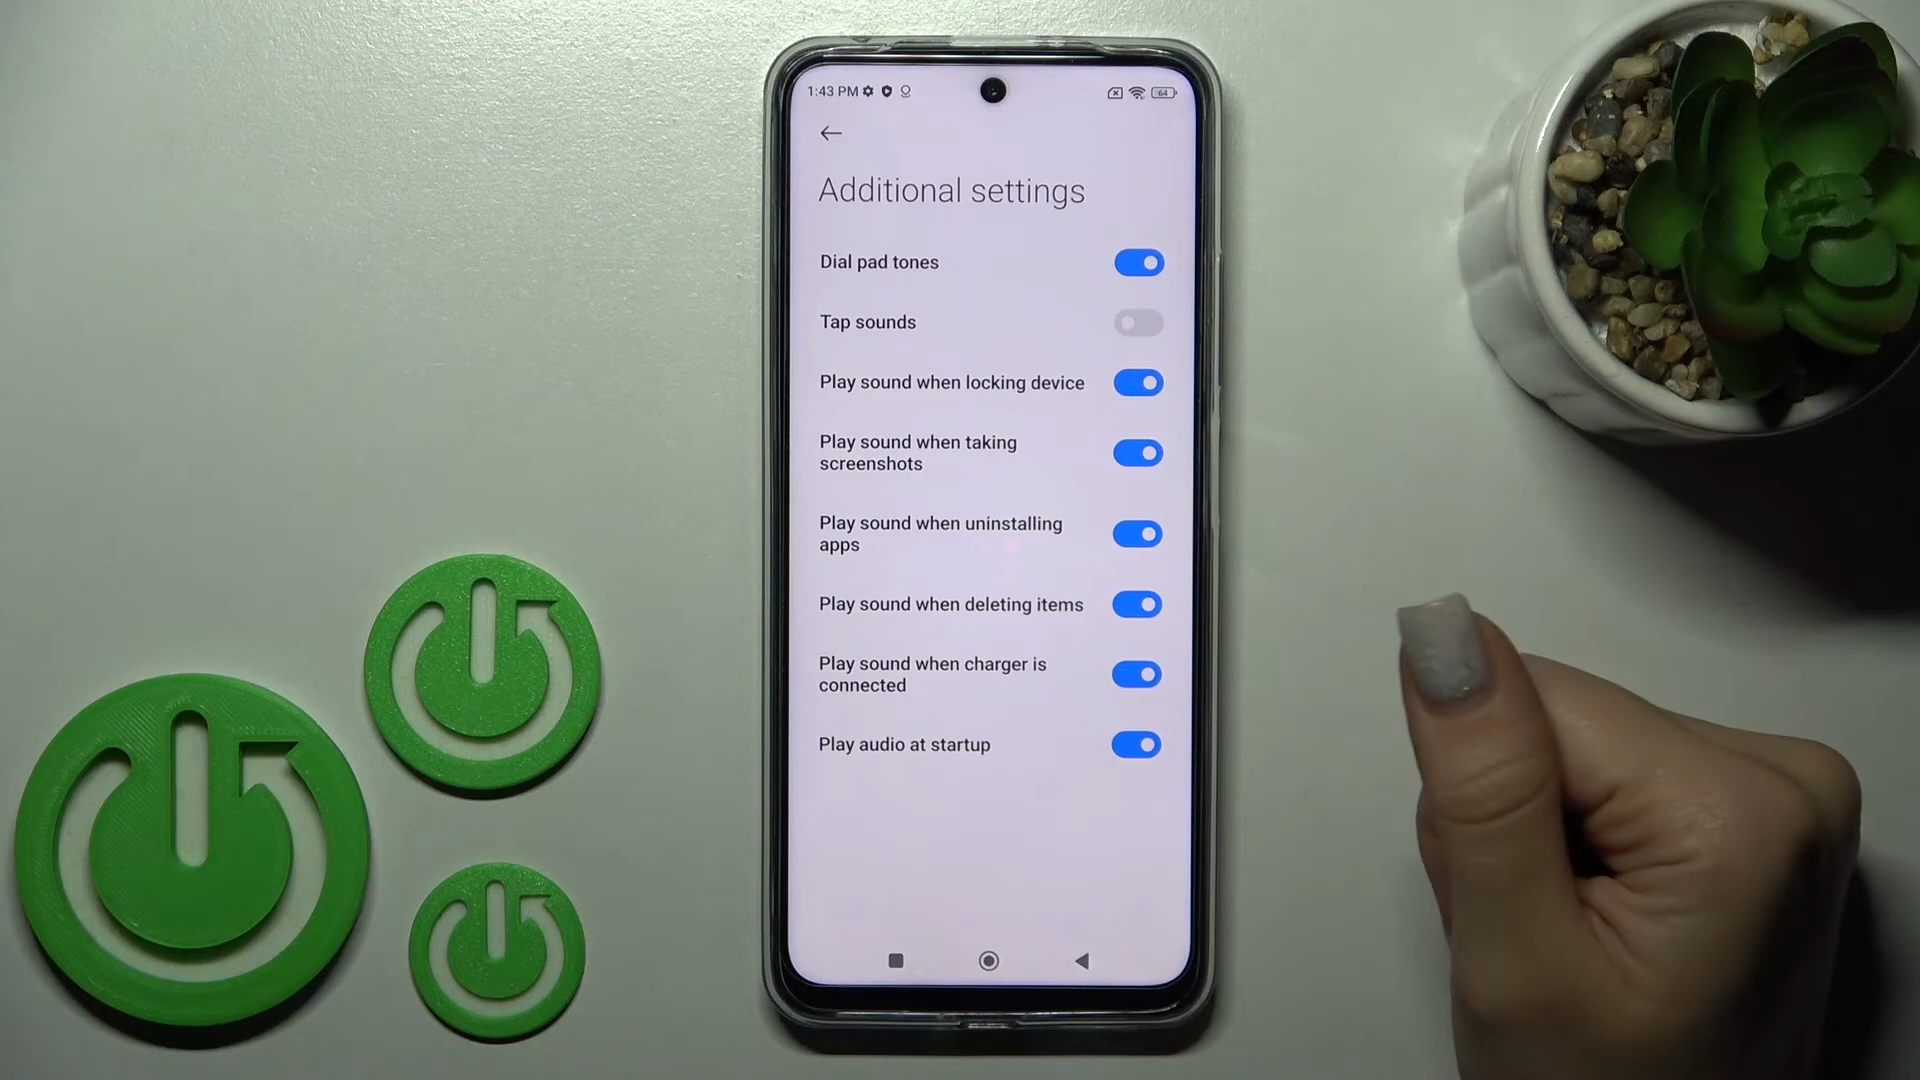 1:43 PM
64
Additional settings
Dial pad tones
Tap sounds
Play sound when locking device
Play sound when taking
screenshots
Play sound when uninstalling
apps
Play sound when deleting items
Play sound when charger is
connected
Play audio at startup